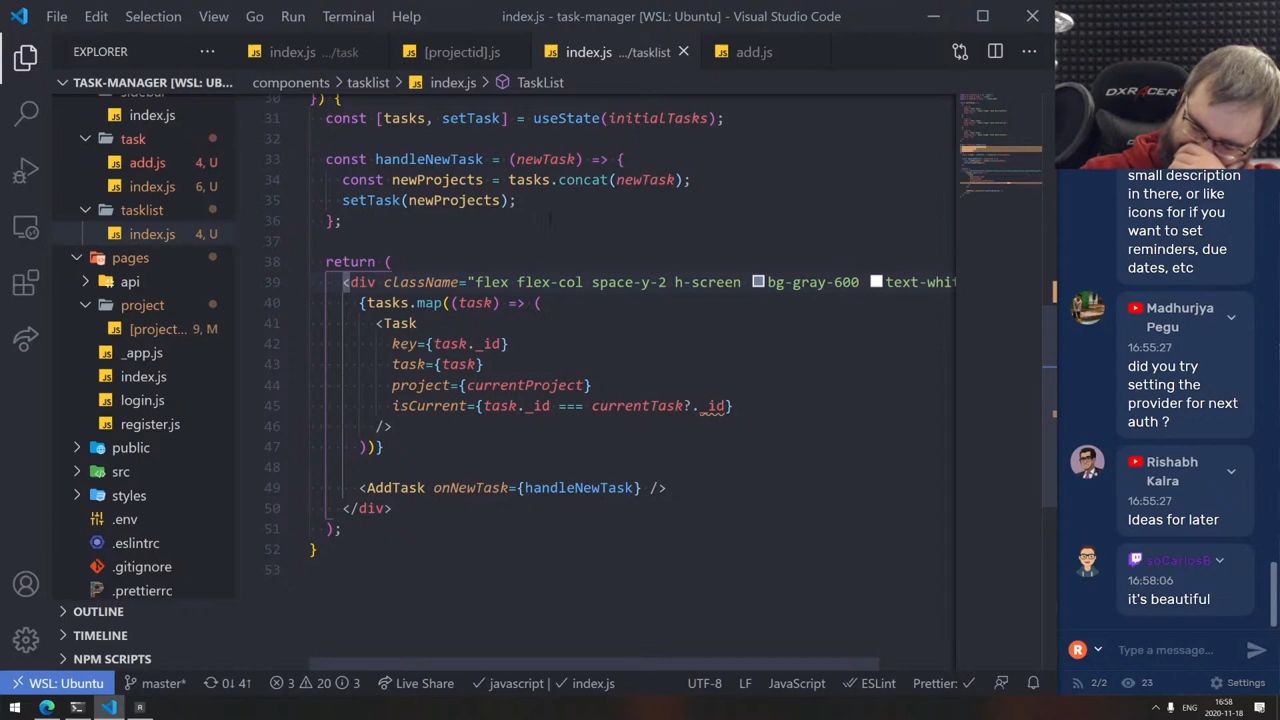 File Edit Selection View Go Run Terminal Help
index.js - task-manager [WSL: Ubuntu] - Visual Studio Code
EXPLORER
index.js .../task
[projectid].js
index.js .../tasklist
add.js
TASK-MANAGER [WSL: UB...
components > tasklist > index.js > TaskList
index.js
task
add.js 4, U
index.js 6, U
tasklist
index.js 4, U
pages
api
project
[project... 9, M
_app.js
index.js
login.js
register.js
public
src
styles
.env
.eslintrc
.gitignore
.prettierrc
OUTLINE
TIMELINE
NPM SCRIPTS
30 }) {
31 const [tasks, setTask] = useState(initialTasks);
32
33 const handleNewTask = (newTask) => {
34 const newProjects = tasks.concat(newTask);
35 setTask(newProjects);
36 };
37
38 return (
39 <div className="flex flex-col space-y-2 h-screen bg-gray-600 text-whit
40 {tasks.map((task) => (
41 <Task
42 key={task._id}
43 task={task}
44 project={currentProject}
45 isCurrent={task._id === currentTask?._id}
46 />
47 ))}
48
49 <AddTask onNewTask={handleNewTask} />
50 </div>
51 );
52 }
53
DXRACER
small description
in there, or like
icons for if you
want to set
reminders, due
dates, etc
Madhurjya
Pegu
16:55:27
did you try
setting the
provider for next
auth ?
Rishabh
Kalra
16:55:27
Ideas for later
soCarlosB
16:58:06
it's beautiful
R
Type a message...
2/2 23 Settings
WSL: Ubuntu master* 0↓ 4↑ 3 20 3 Live Share javascript | index.js UTF-8 LF JavaScript ESLint Prettier: ✓
ENG
16:58
2020-11-18